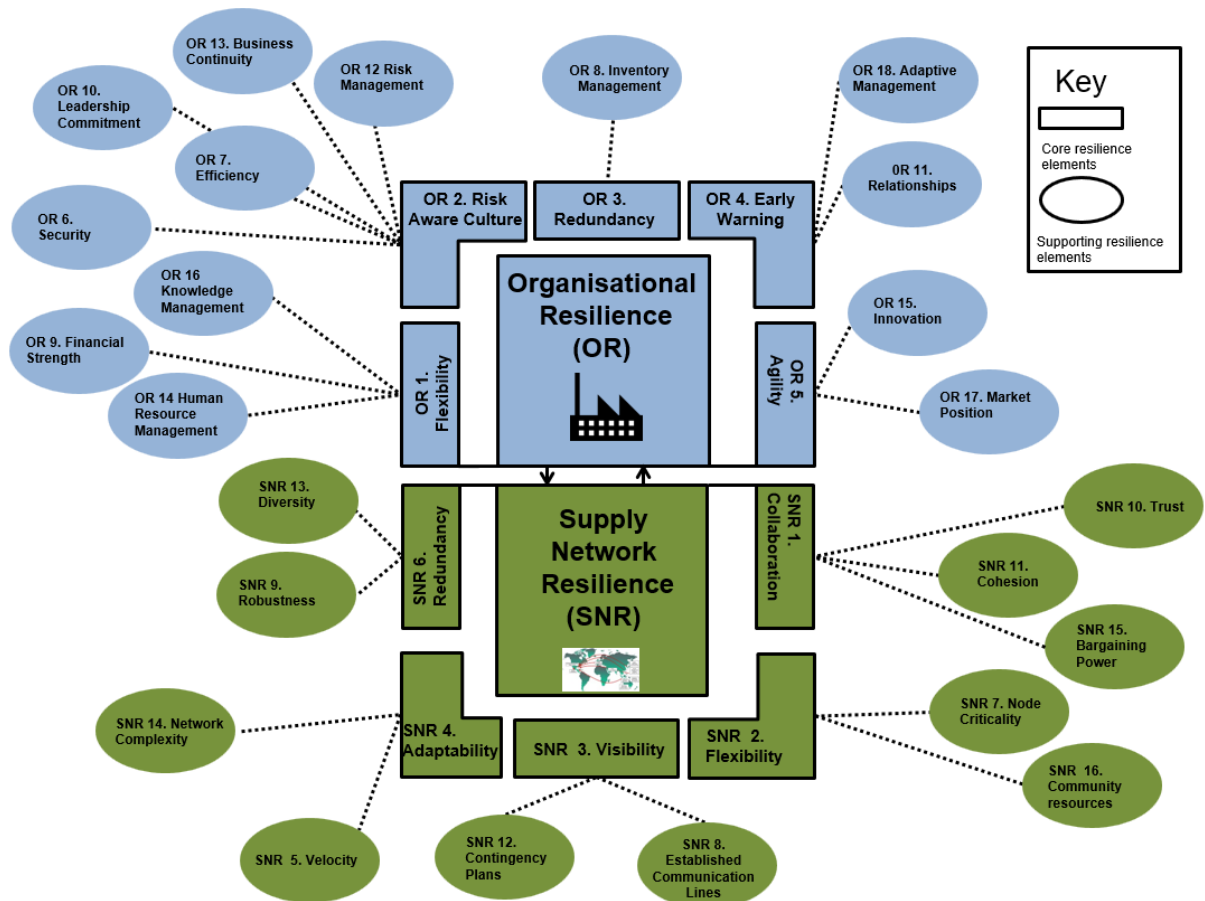 OR 13. Business
Continuity
OR 12 Risk
Management
OR 8. Inventory
Management
OR 18. Adaptive
Management
Key
Core resilience
elements
Supporting resilience
elements
OR 10.
Leadership
Commitment
OR 7.
Efficiency
0R 11.
Relationships
OR 6.
Security
OR 2. Risk
Aware Culture
OR 3.
Redundancy
OR 4. Early
Warning
OR 16
Knowledge
Management
OR 9. Financial
Strength
OR 14 Human
Resource
Management
OR 1.
Flexibility
Organisational
Resilience
(OR)
OR 5.
Agility
OR 15.
Innovation
OR 17. Market
Position
SNR 13.
Diversity
SNR 9.
Robustness
SNR 6.
Redundancy
Supply
Network
Resilience
(SNR)
SNR 1.
Collaboration
SNR 10. Trust
SNR 11.
Cohesion
SNR 15.
Bargaining
Power
SNR 14. Network
Complexity
SNR 4.
Adaptability
SNR 3. Visibility
SNR 2.
Flexibility
SNR 7. Node
Criticality
SNR 16.
Community
resources
SNR 5. Velocity
SNR 12.
Contingency
Plans
SNR 8.
Established
Communication
Lines